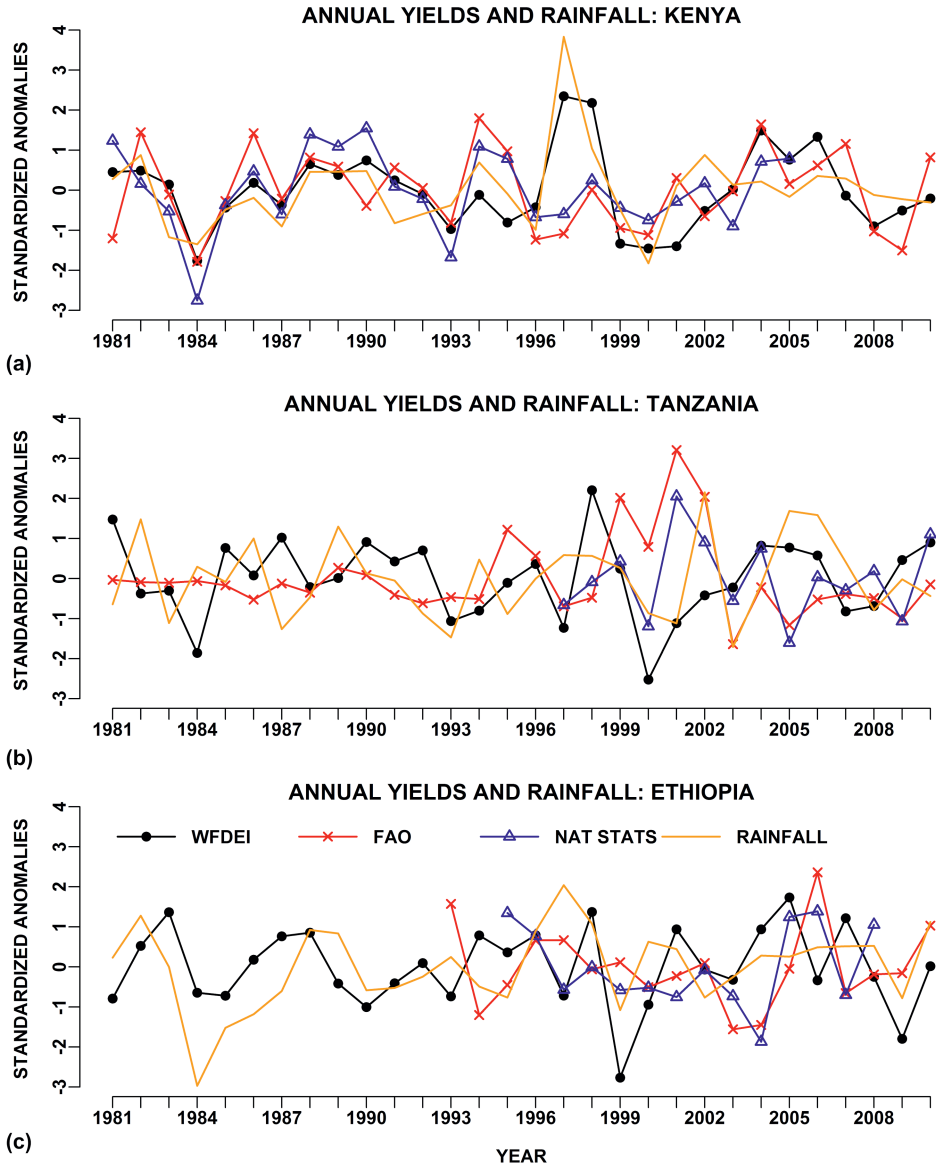 ANNUAL YIELDS AND RAINFALL: KENYA
STANDARDIZED ANOMALIES
4
3
2
1
0
-1
-2
-3
1981 1984 1987 1990 1993 1996 1999 2002 2005 2008
(a)
ANNUAL YIELDS AND RAINFALL: TANZANIA
STANDARDIZED ANOMALIES
4
3
2
1
0
-1
-2
-3
1981 1984 1987 1990 1993 1996 1999 2002 2005 2008
(b)
ANNUAL YIELDS AND RAINFALL: ETHIOPIA
STANDARDIZED ANOMALIES
4
3
2
1
0
-1
-2
-3
WFDEI FAO NAT STATS RAINFALL
1981 1984 1987 1990 1993 1996 1999 2002 2005 2008
(c)
YEAR